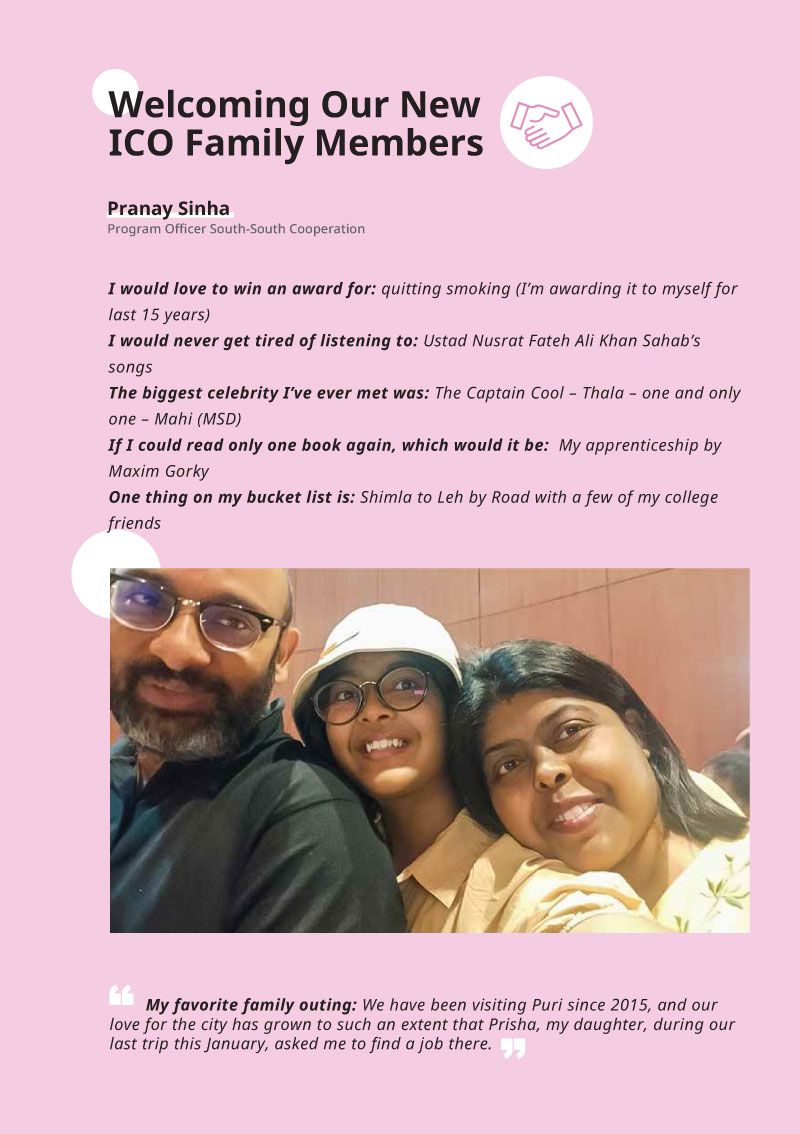 Welcoming Our New
ICO Family Members
Pranay Sinha
Program Officer South-South Cooperation
I would love to win an award for: quitting smoking (I’m awarding it to myself for
last 15 years)
I would never get tired of listening to: Ustad Nusrat Fateh Ali Khan Sahab’s
songs
The biggest celebrity I’ve ever met was: The Captain Cool – Thala – one and only
one – Mahi (MSD)
If I could read only one book again, which would it be: My apprenticeship by
Maxim Gorky
One thing on my bucket list is: Shimla to Leh by Road with a few of my college
friends
“ My favorite family outing: We have been visiting Puri since 2015, and our
love for the city has grown to such an extent that Prisha, my daughter, during our
last trip this January, asked me to find a job there. ”